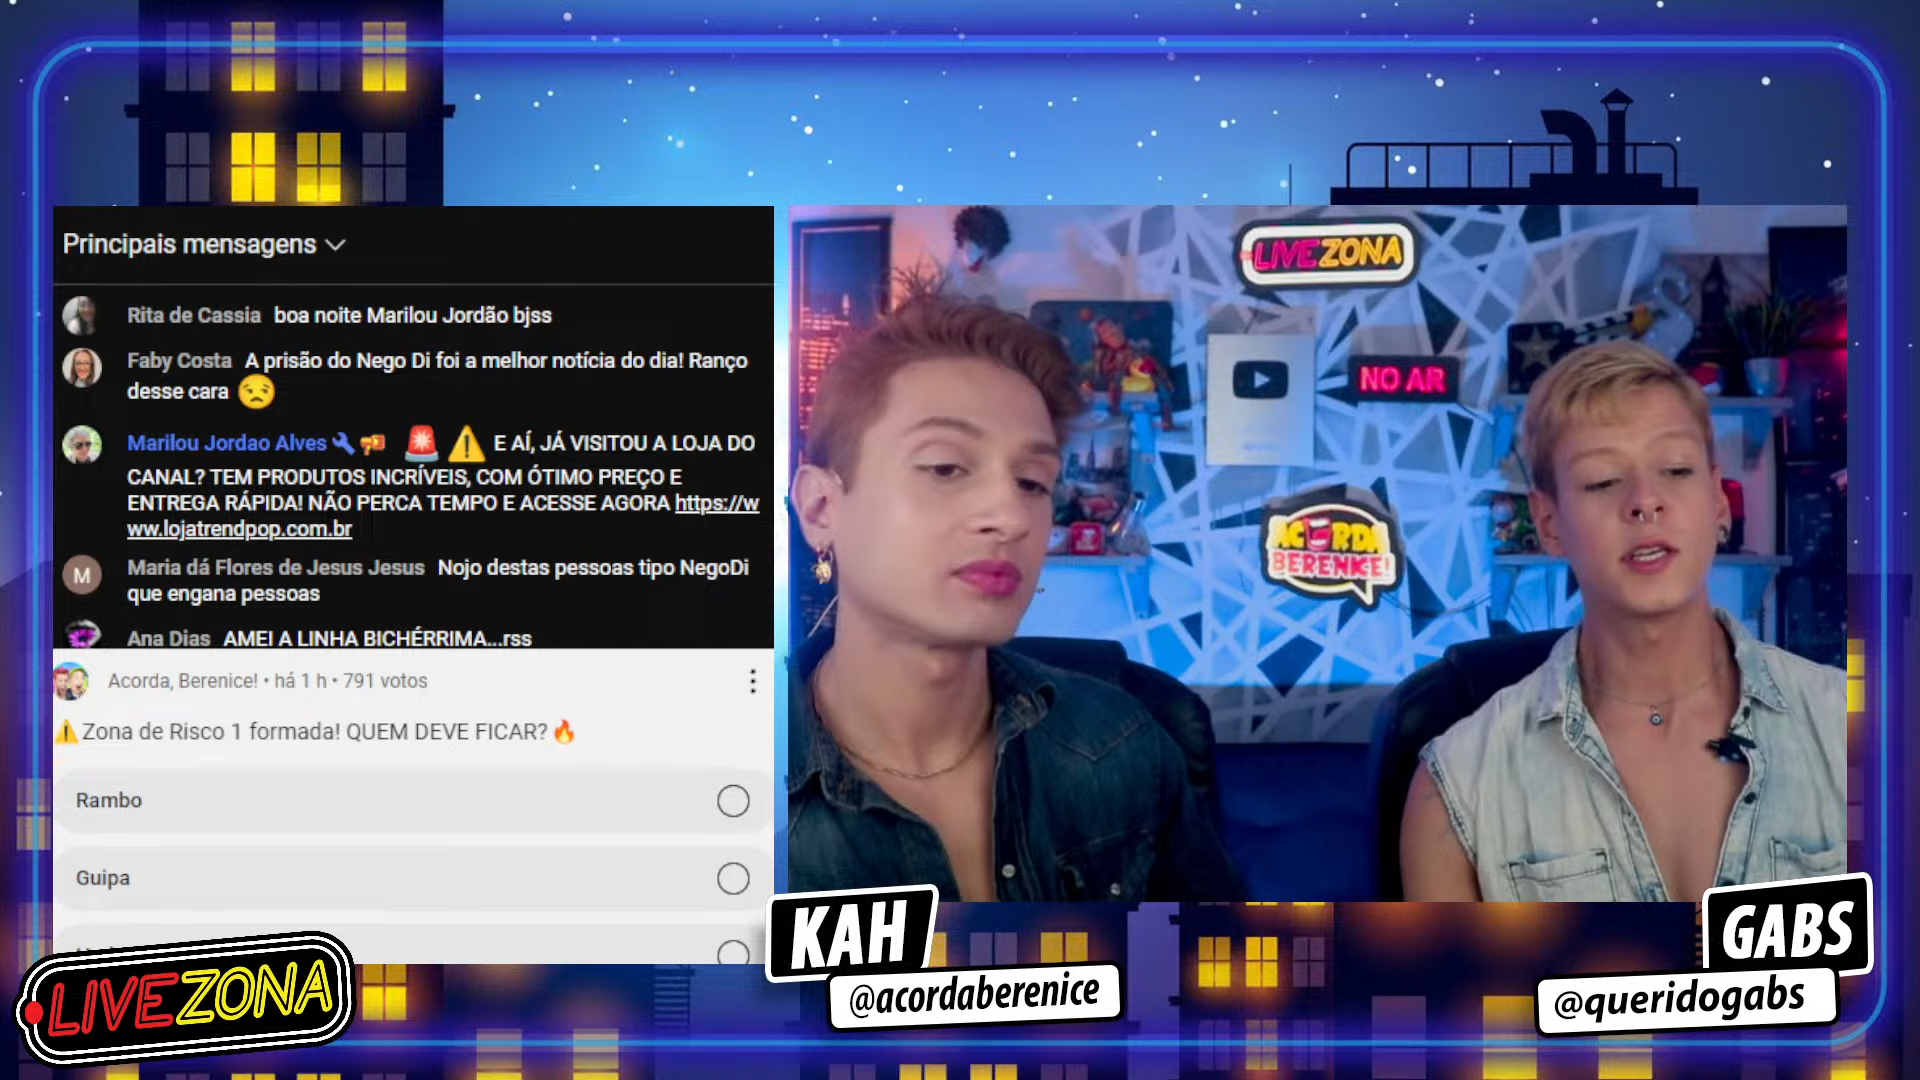 Principais mensagens
Rita de Cassia boa noite Marilou Jordão bjss
Faby Costa A prisão do Nego Di foi a melhor notícia do dia! Ranço
desse cara
Marilou Jordao Alves E AÍ, JÁ VISITOU A LOJA DO
CANAL? TEM PRODUTOS INCRÍVEIS, COM ÓTIMO PREÇO E
ENTREGA RÁPIDA! NÃO PERCA TEMPO E ACESSE AGORA https://w
ww.lojatrendpop.com.br
M
Maria dá Flores de Jesus Jesus Nojo destas pessoas tipo NegoDi
que engana pessoas
Ana Dias AMEI A LINHA BICHÉRRIMA...rss
Acorda, Berenice! • há 1 h • 791 votos
Zona de Risco 1 formada! QUEM DEVE FICAR?
Rambo
Guipa
LIVEZONA
LIVEZONA
NO AR
ACORDA
BERENICE!
KAH
@acordaberenice
GABS
@queridogabs